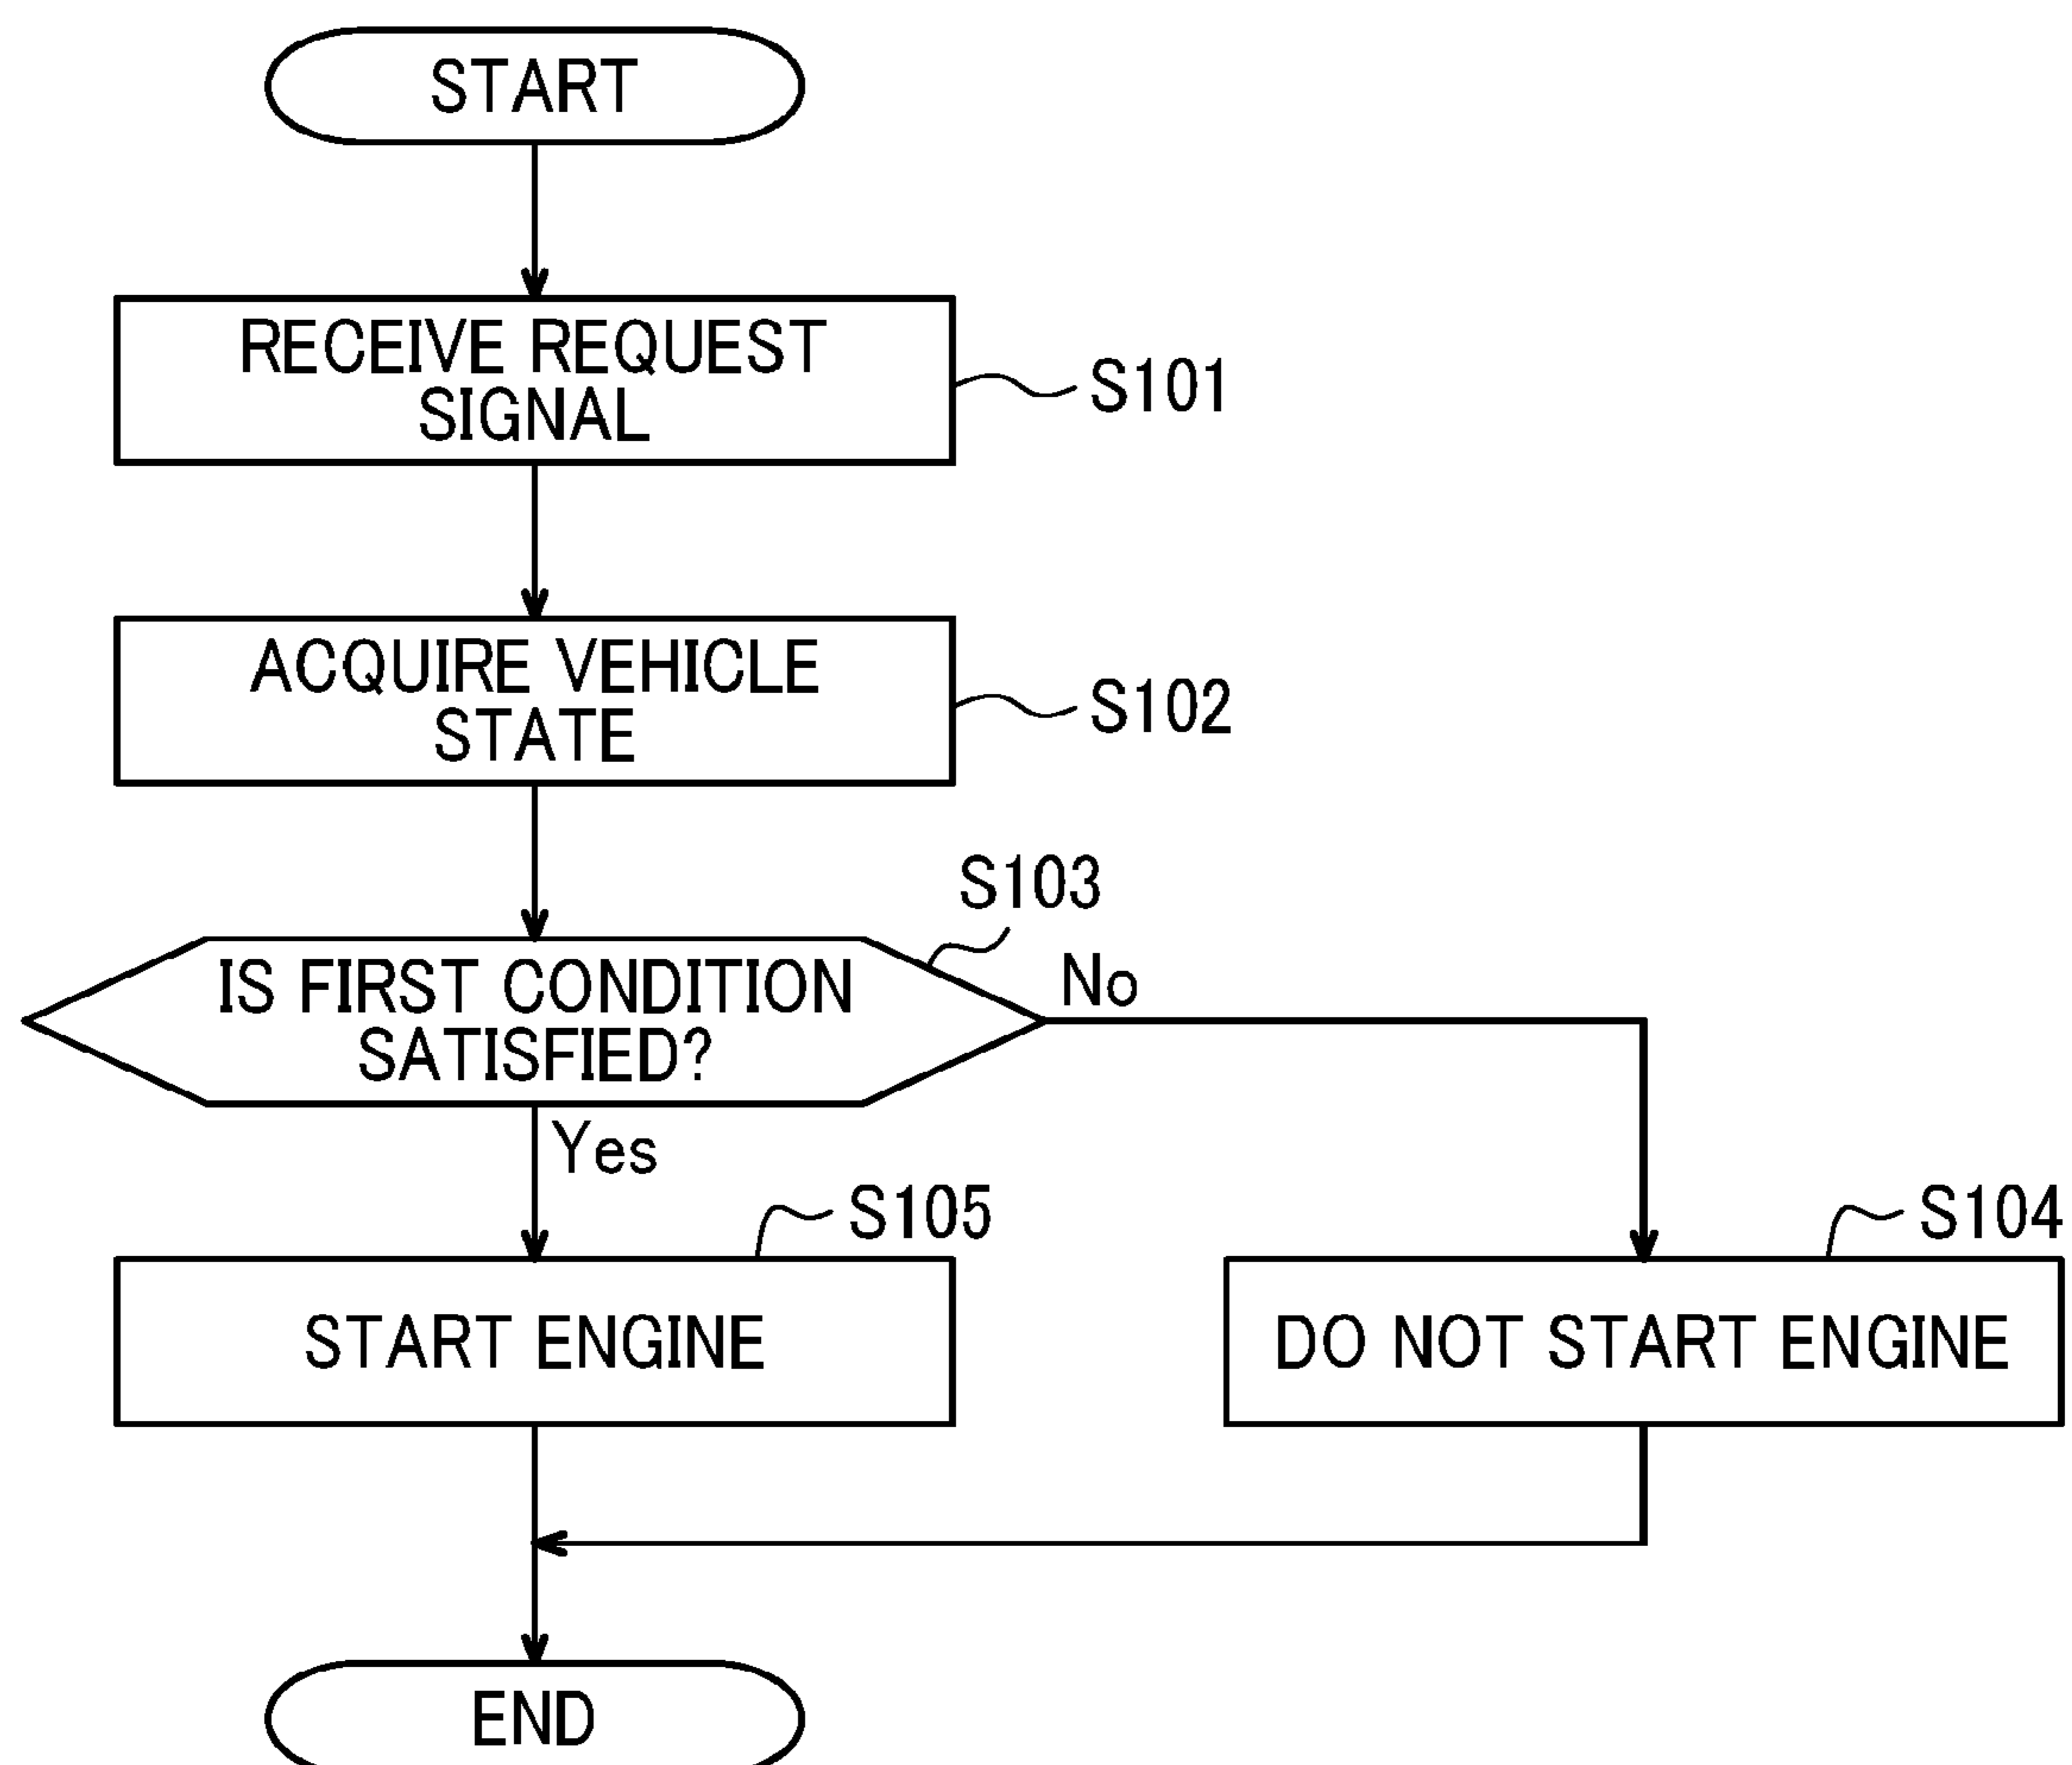 START
RECEIVE REQUEST
SIGNAL
S101
ACQUIRE VEHICLE
STATE
S102
S103
IS FIRST CONDITION
SATISFIED?
No
Yes
S105
S104
START ENGINE
DO NOT START ENGINE
END